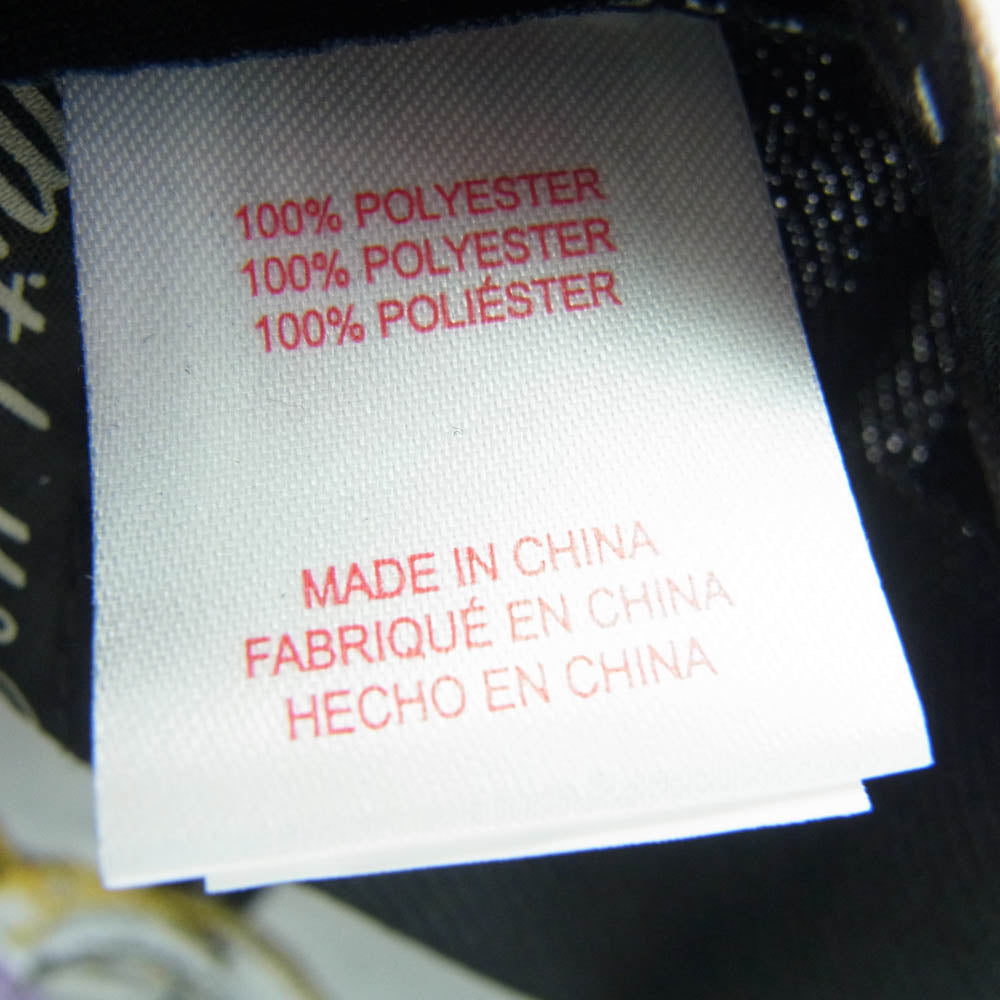 100% POLYESTER
100% POLYESTER
100% POLIÉSTER
MADE IN CHINA
FABRIQUÉ EN CHINA
HECHO EN CHINA